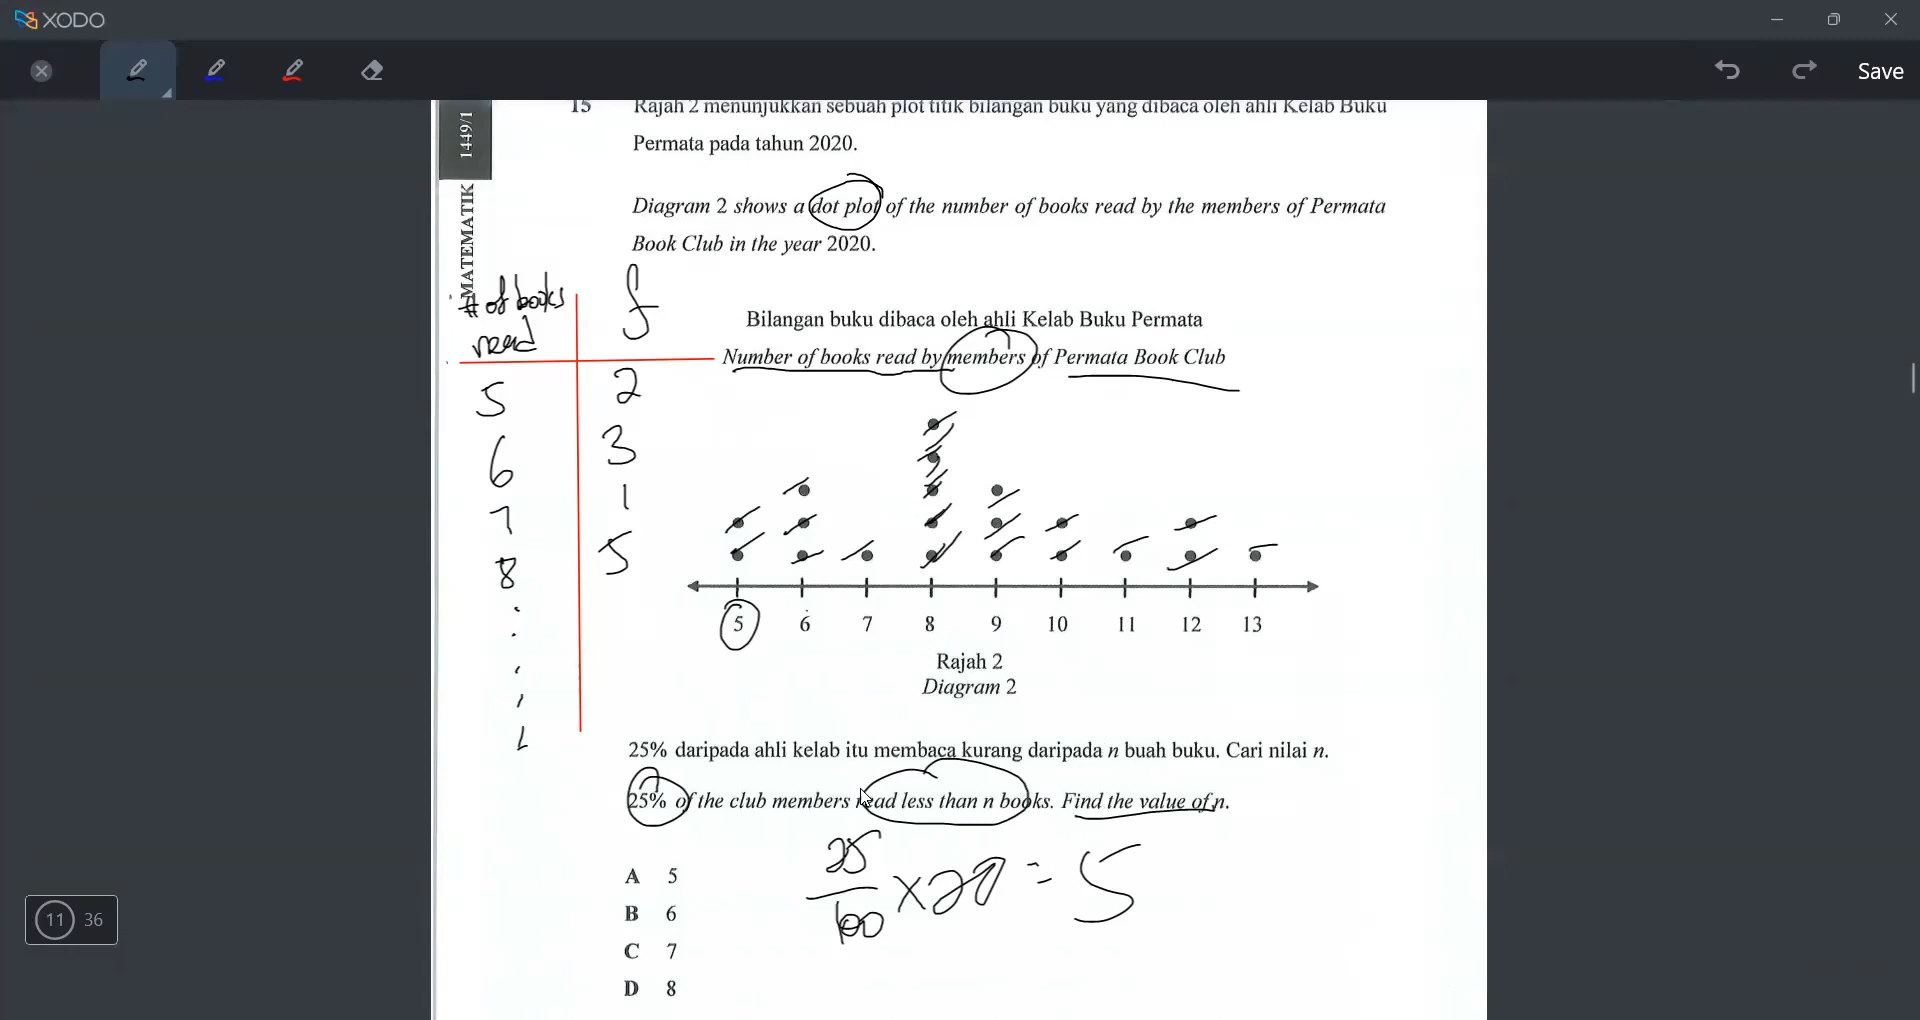 XODO
Save
1449/1
MATEMATIK
15 Rajah 2 menunjukkan sebuah plot titik bilangan buku yang dibaca oleh ahli Kelab Buku
Permata pada tahun 2020.
Diagram 2 shows a dot plot of the number of books read by the members of Permata
Book Club in the year 2020.
# of books
read
f
5 2
6 3
7 1
8 5
Bilangan buku dibaca oleh ahli Kelab Buku Permata
Number of books read by members of Permata Book Club
5 6 7 8 9 10 11 12 13
Rajah 2
Diagram 2
25% daripada ahli kelab itu membaca kurang daripada n buah buku. Cari nilai n.
25% of the club members read less than n books. Find the value of n.
25/100 × 20 = 5
A 5
B 6
C 7
D 8
11 36